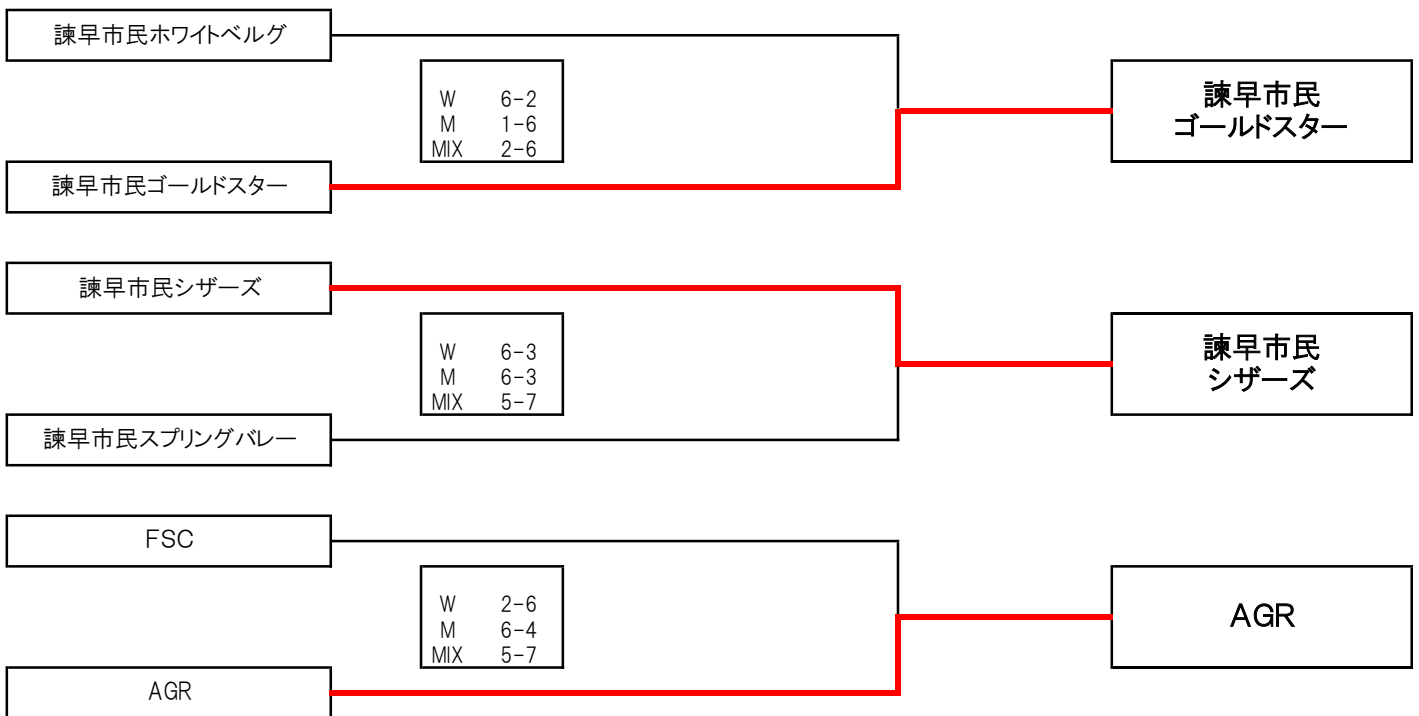 諫早市民ホワイトベルグ
W 6-2
M 1-6
MIX 2-6
諫早市民
ゴールドスター
諫早市民ゴールドスター
諫早市民シザーズ
W 6-3
M 6-3
MIX 5-7
諫早市民
シザーズ
諫早市民スプリングバレー
FSC
W 2-6
M 6-4
MIX 5-7
AGR
AGR